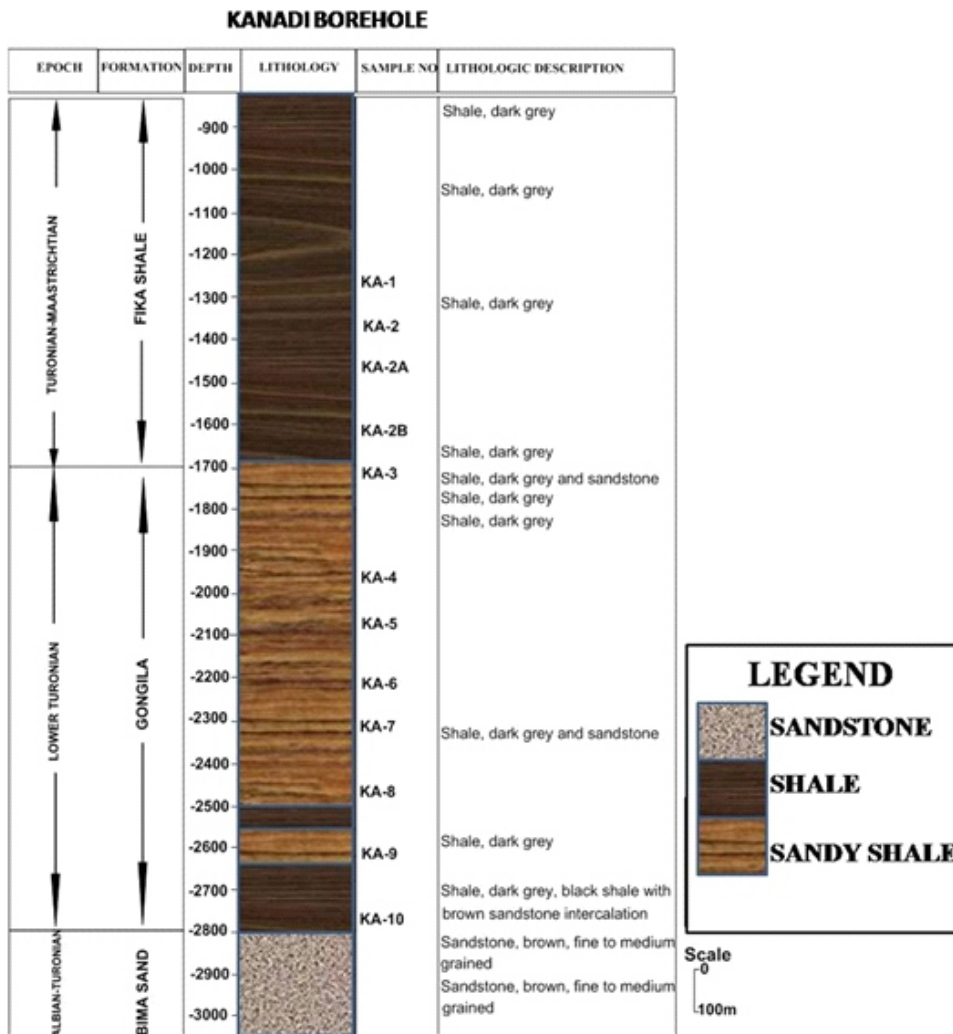 KANADI BOREHOLE
EPOCH FORMATION DEPTH LITHOLOGY SAMPLE NO LITHOLOGIC DESCRIPTION
TURONIAN-MAASTRICHTIAN
LOWER TURONIAN
ALBIAN-TURONIAN
FIKA SHALE
GONGILA
BIMA SAND
-900
-1000
-1100
-1200
-1300
-1400
-1500
-1600
-1700
-1800
-1900
-2000
-2100
-2200
-2300
-2400
-2500
-2600
-2700
-2800
-2900
-3000
KA-1
KA-2
KA-2A
KA-2B
KA-3
KA-4
KA-5
KA-6
KA-7
KA-8
KA-9
KA-10
Shale, dark grey
Shale, dark grey
Shale, dark grey
Shale, dark grey
Shale, dark grey and sandstone
Shale, dark grey
Shale, dark grey
Shale, dark grey and sandstone
Shale, dark grey
Shale, dark grey, black shale with
brown sandstone intercalation
Sandstone, brown, fine to medium
grained
Sandstone, brown, fine to medium
grained
LEGEND
SANDSTONE
SHALE
SANDY SHALE
Scale
0
100m